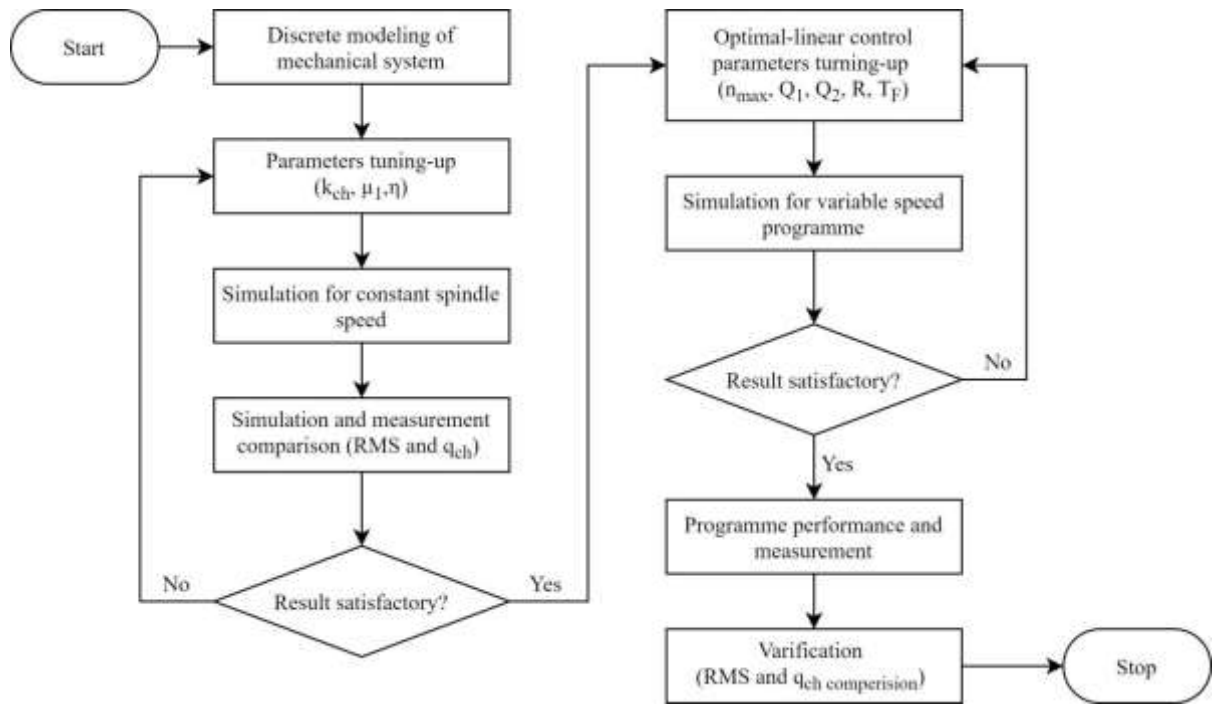 Start
Discrete modeling of
mechanical system
Parameters tuning-up
(k_ch, μ_1,η)
Simulation for constant spindle
speed
Simulation and measurement
comparison (RMS and q_ch)
Result satisfactory?
No
Yes
Optimal-linear control
parameters turning-up
(n_max, Q_1, Q_2, R, T_F)
Simulation for variable speed
programme
Result satisfactory?
No
Yes
Programme performance and
measurement
Varification
(RMS and q_ch comperision)
Stop